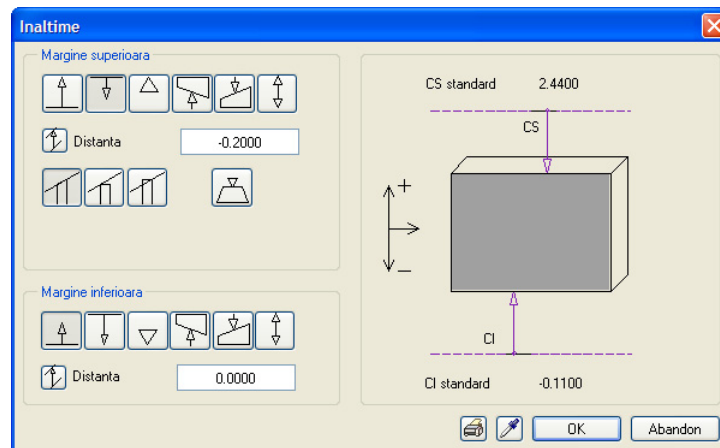 Inaltime
Margine superioara
Distanta -0.2000
Margine inferioara
Distanta 0.0000
CS standard 2.4400
CS
+
−
CI
CI standard -0.1100
OK Abandon